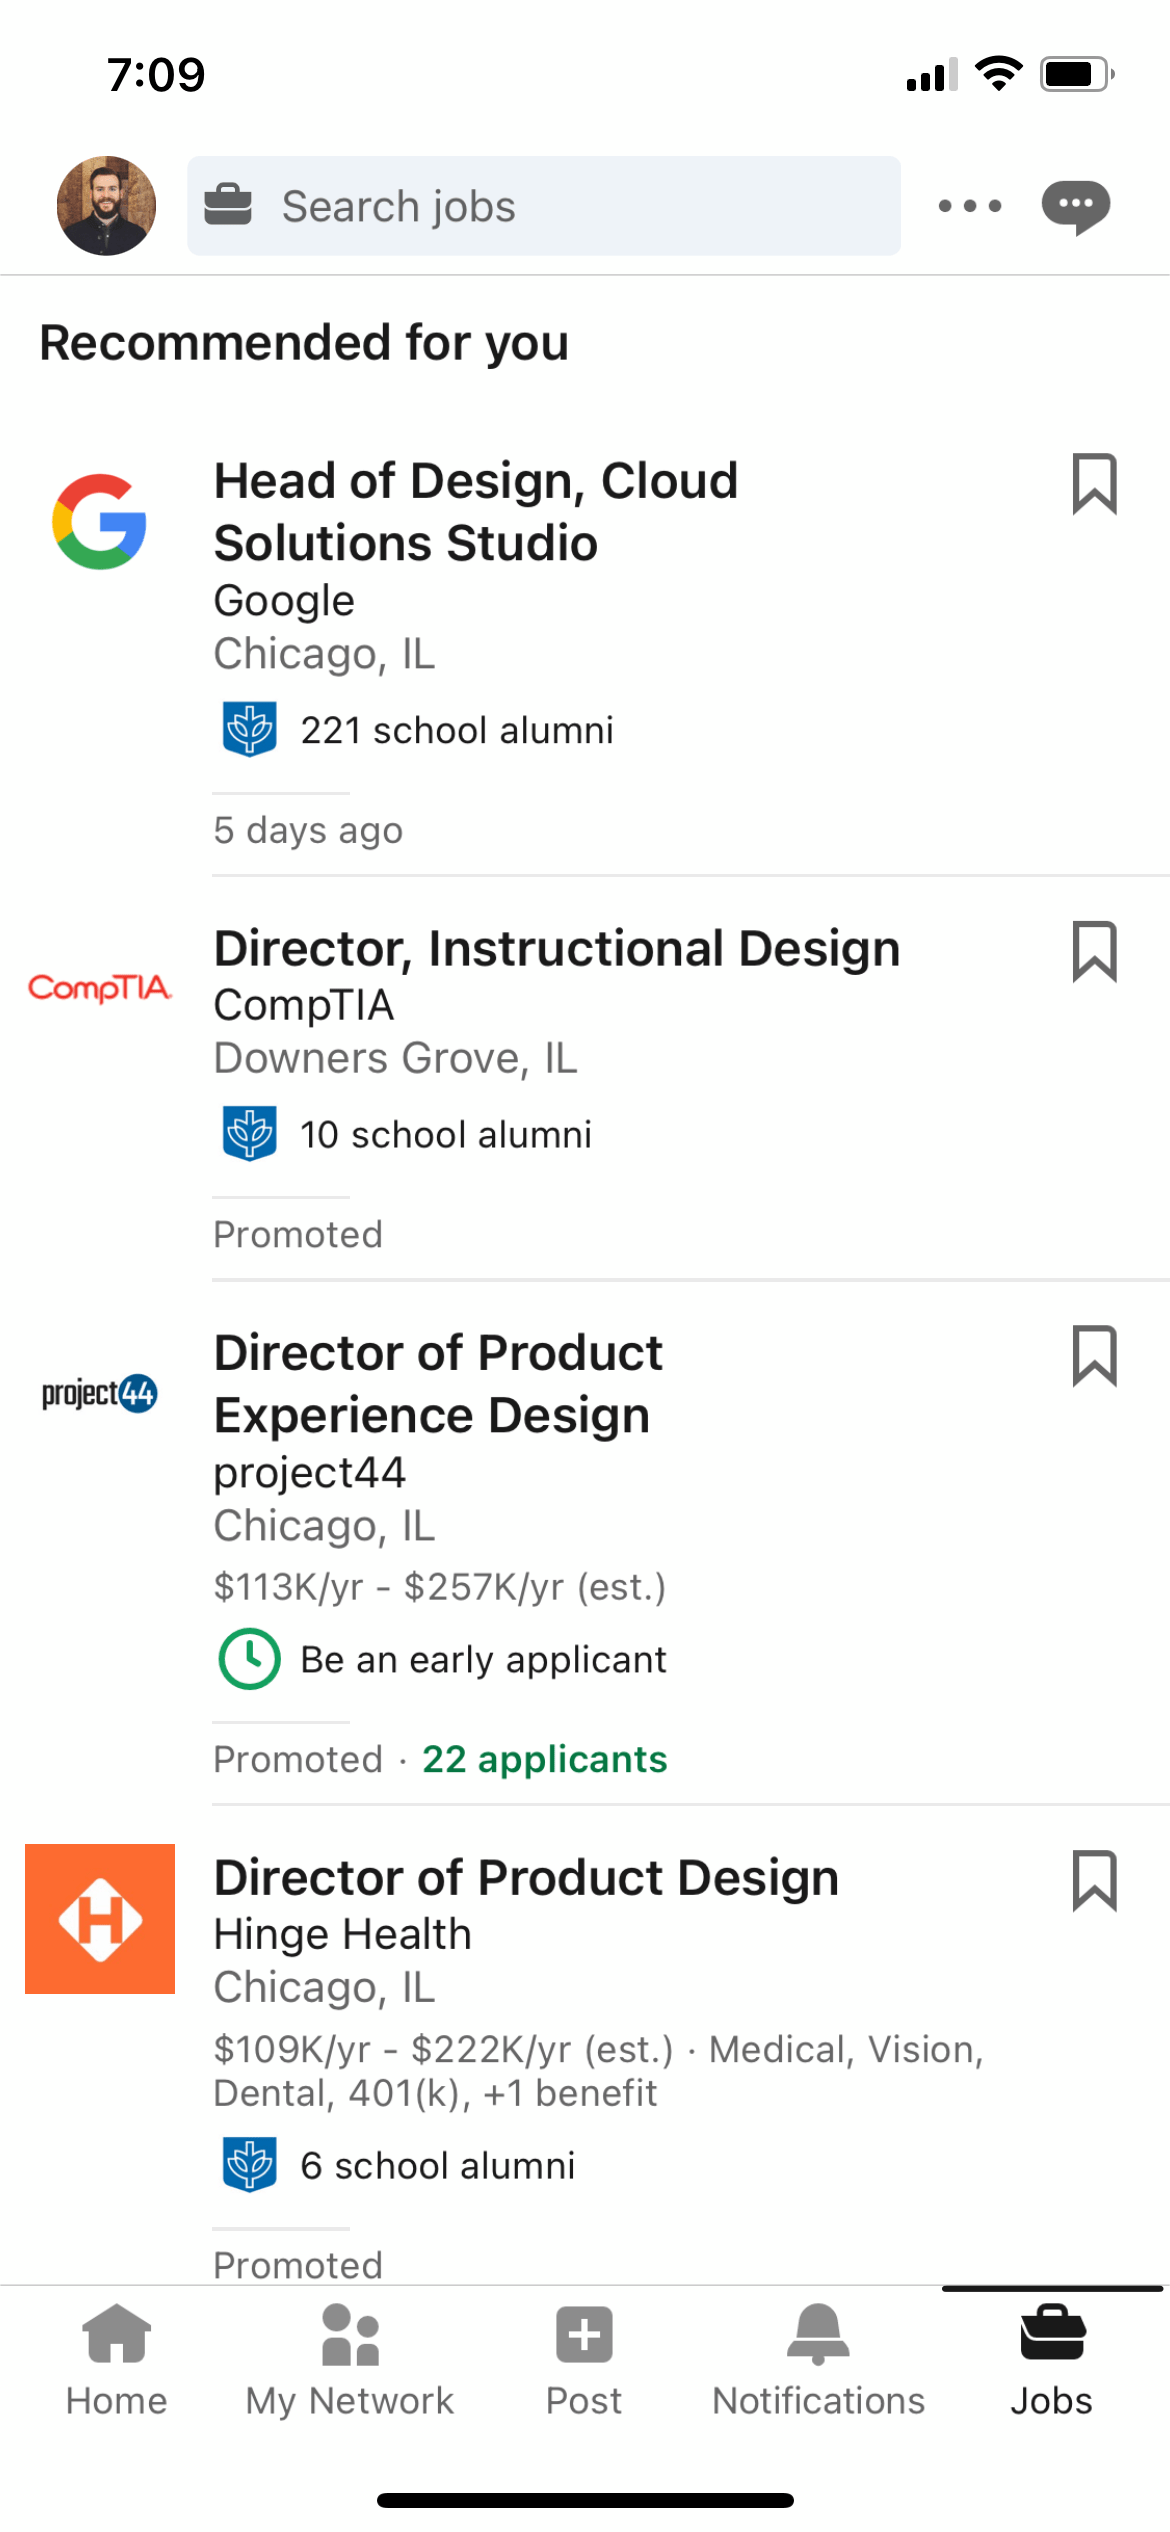 7:09
Search jobs
Recommended for you
Head of Design, Cloud
Solutions Studio
Google
Chicago, IL
221 school alumni
5 days ago
CompTIA.
Director, Instructional Design
CompTIA
Downers Grove, IL
10 school alumni
Promoted
project44
Director of Product
Experience Design
project44
Chicago, IL
$113K/yr - $257K/yr (est.)
Be an early applicant
Promoted · 22 applicants
H
Director of Product Design
Hinge Health
Chicago, IL
$109K/yr - $222K/yr (est.) · Medical, Vision,
Dental, 401(k), +1 benefit
6 school alumni
Promoted
Home
My Network
Post
Notifications
Jobs